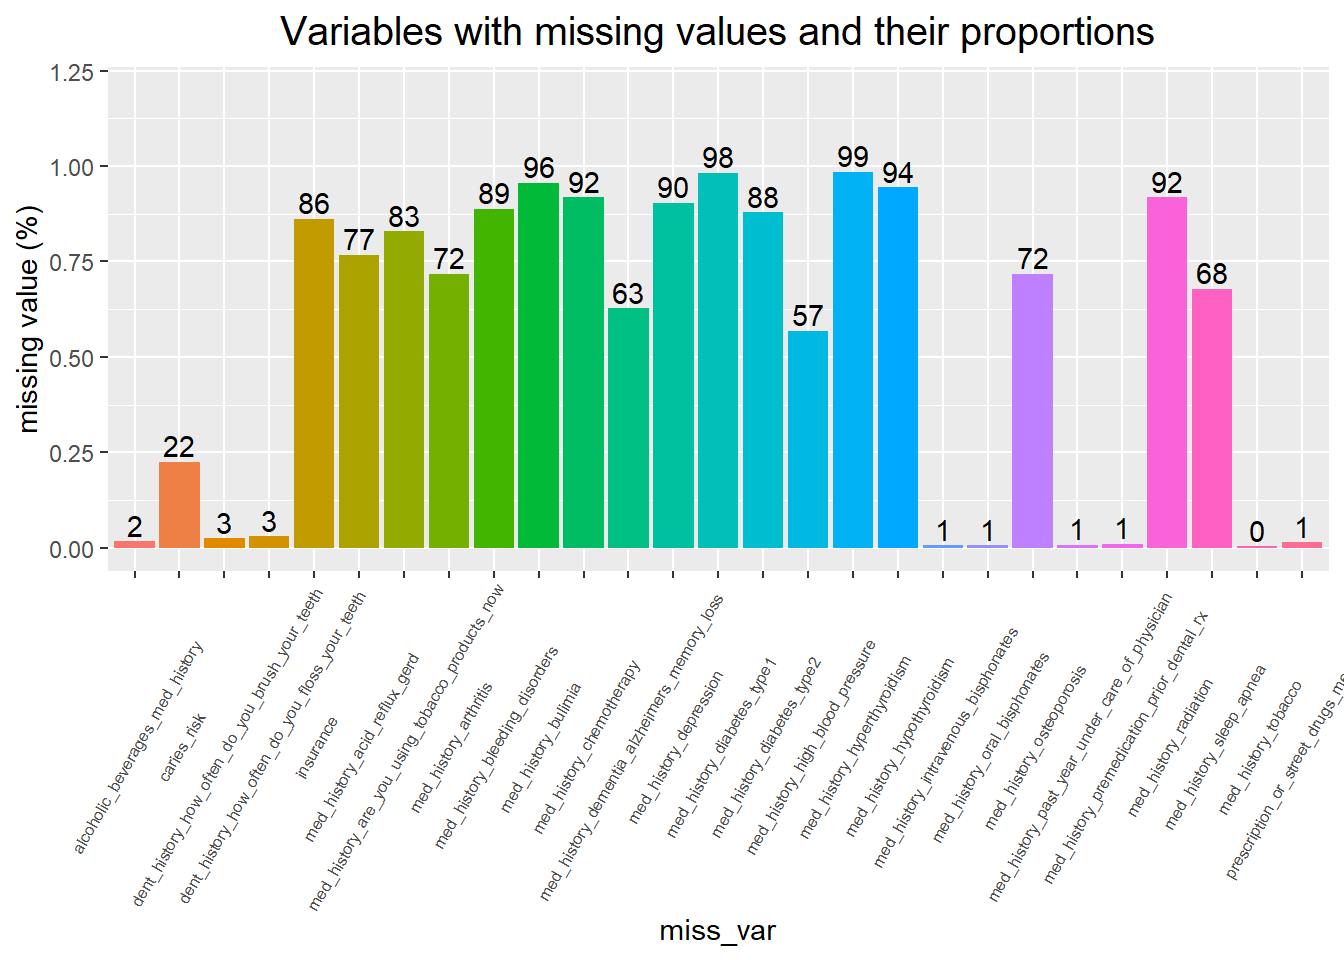 Variables with missing values and their proportions
missing value (%)
1.25
1.00
0.75
0.50
0.25
0.00
2
22
3
3
86
77
83
72
89
96
92
63
90
98
88
57
99
94
1
1
72
1
1
92
68
0
1
alcoholic_beverages_med_history
caries_risk
dent_history_how_often_do_you_brush_your_teeth
dent_history_how_often_do_you_floss_your_teeth
insurance
med_history_acid_reflux_gerd
med_history_are_you_using_tobacco_products_now
med_history_arthritis
med_history_bleeding_disorders
med_history_bulimia
med_history_chemotherapy
med_history_dementia_alzheimers_memory_loss
med_history_depression
med_history_diabetes_type1
med_history_diabetes_type2
med_history_high_blood_pressure
med_history_hyperthyroidism
med_history_hypothyroidism
med_history_intravenous_bisphonates
med_history_oral_bisphonates
med_history_osteoporosis
med_history_past_year_under_care_of_physician
med_history_premedication_prior_dental_rx
med_history_radiation
med_history_sleep_apnea
med_history_tobacco
prescription_or_street_drugs_me
miss_var